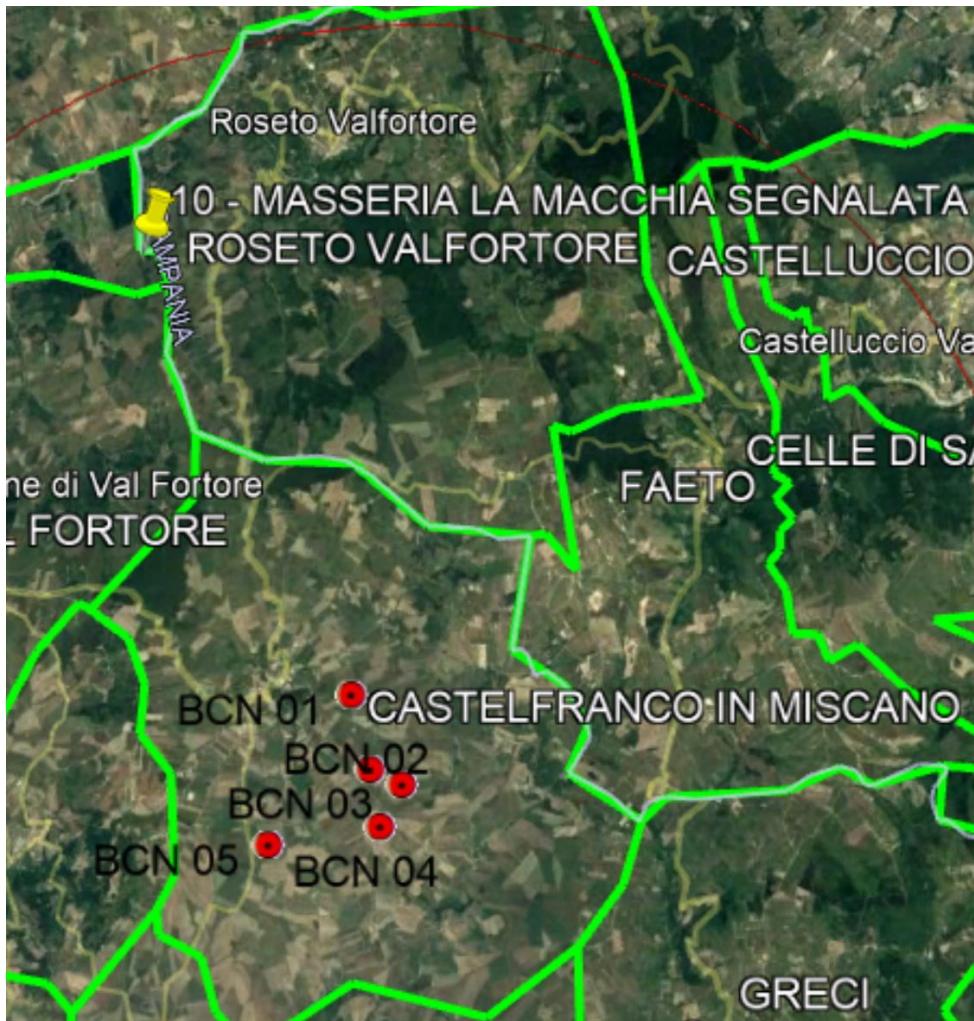 Roseto Valfortore
10 - MASSERIA LA MACCHIA SEGNALATA
ROSETO VALFORTORE
CASTELLUCCIO
AMPANIA
Castelluccio Va
CELLE DI SA
FAETO
ne di Val Fortore
L FORTORE
BCN 01
CASTELFRANCO IN MISCANO
BCN 02
BCN 03
BCN 05
BCN 04
GRECI